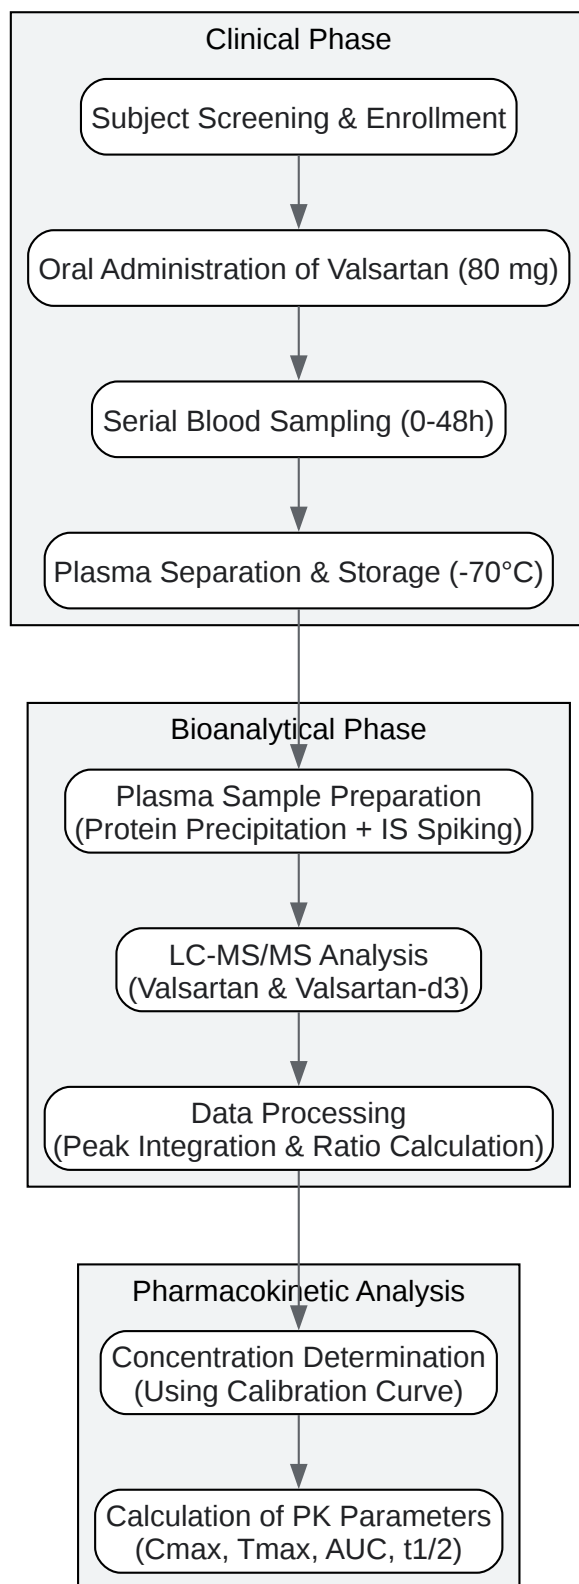 Clinical Phase
Subject Screening & Enrollment
Oral Administration of Valsartan (80 mg)
Serial Blood Sampling (0-48h)
Plasma Separation & Storage (-70°C)
Bioanalytical Phase
Plasma Sample Preparation
(Protein Precipitation + IS Spiking)
LC-MS/MS Analysis
(Valsartan & Valsartan-d3)
Data Processing
(Peak Integration & Ratio Calculation)
Pharmacokinetic Analysis
Concentration Determination
(Using Calibration Curve)
Calculation of PK Parameters
(Cmax, Tmax, AUC, t1/2)